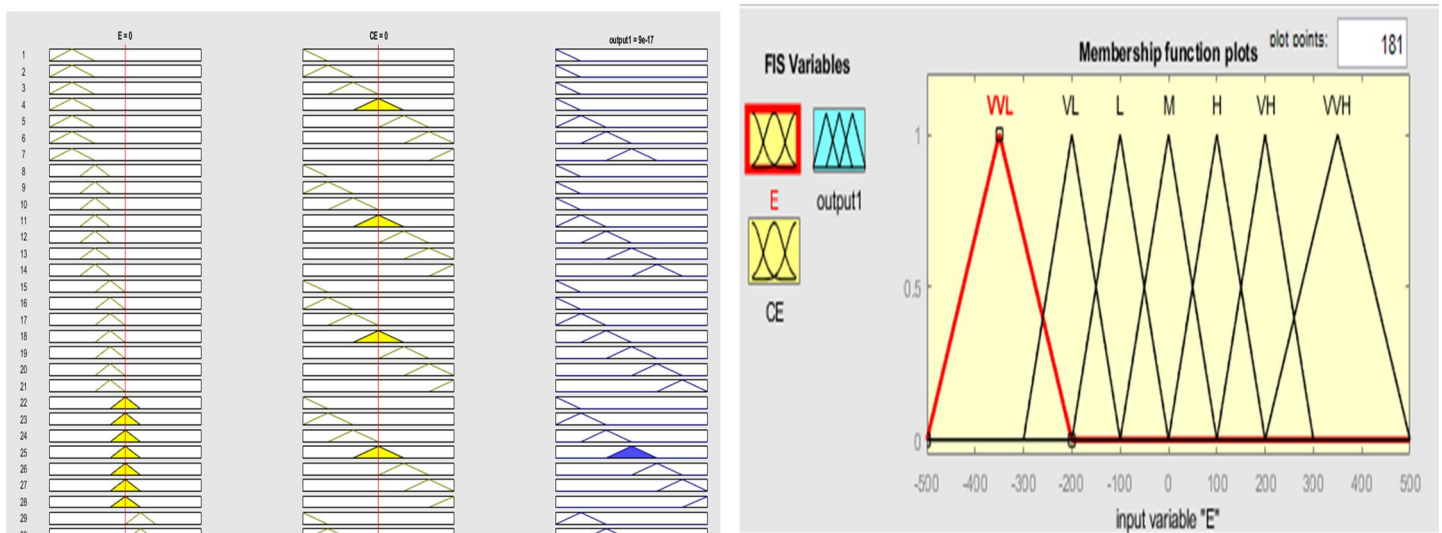 E = 0
CE = 0
output1 = 9e-17
1
2
3
4
5
6
7
8
9
10
11
12
13
14
15
16
17
18
19
20
21
22
23
24
25
26
27
28
29
FIS Variables
E
output1
CE
Membership function plots
plot points:
181
VVL VL L M H VH VVH
1
0.5
0
-500 -400 -300 -200 -100 0 100 200 300 400 500
input variable "E"